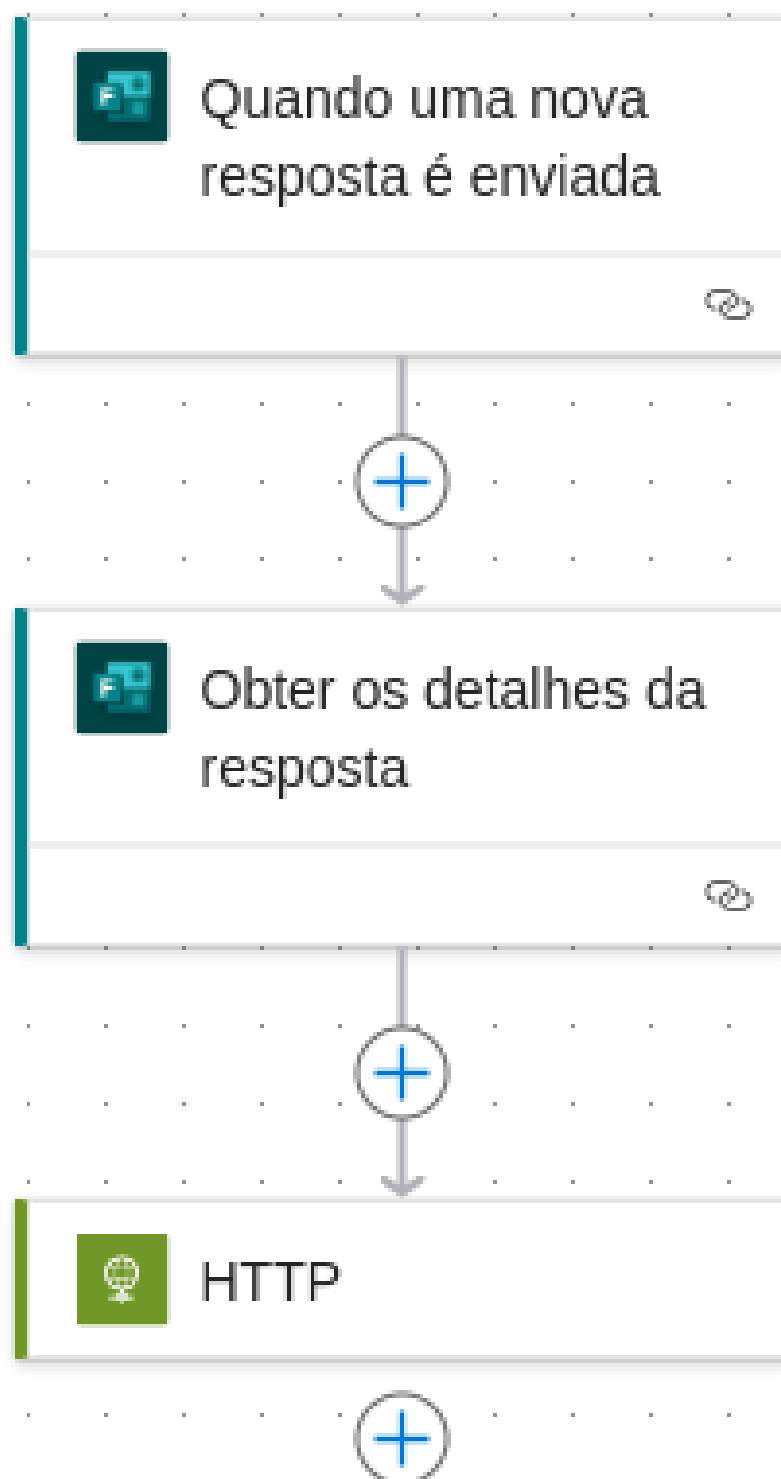 Quando uma nova
resposta é enviada
Obter os detalhes da
resposta
HTTP